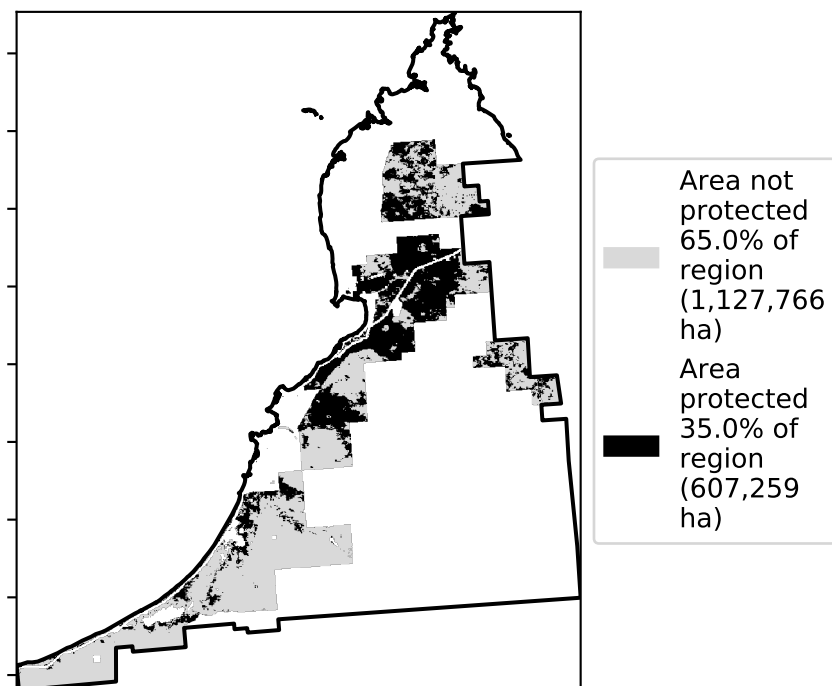 Area not
protected
65.0% of
region
(1,127,766
ha)
Area
protected
35.0% of
region
(607,259
ha)